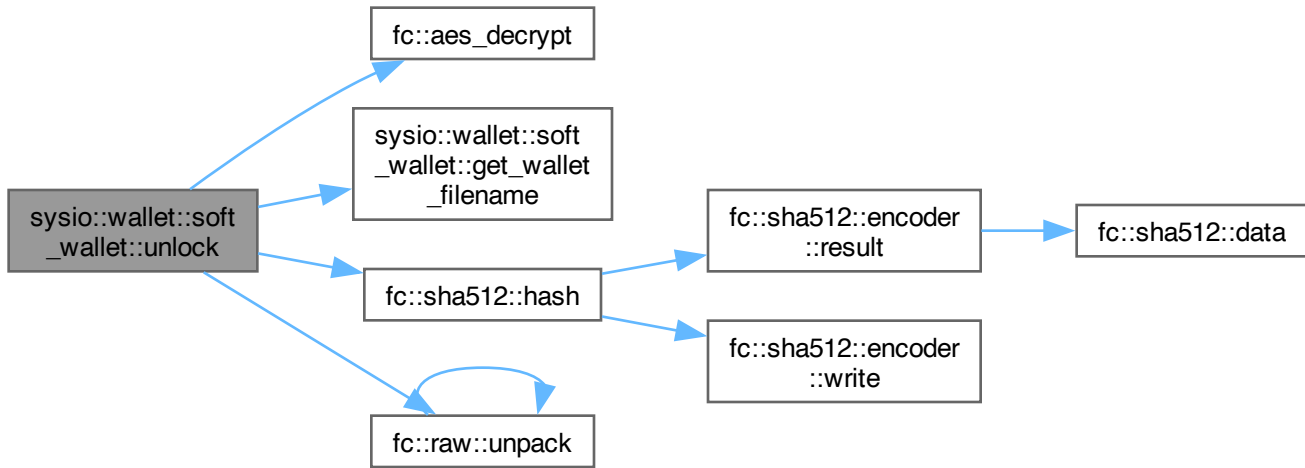 fc::aes_decrypt
sysio::wallet::soft
_wallet::get_wallet
_filename
sysio::wallet::soft
_wallet::unlock
fc::sha512::hash
fc::raw::unpack
fc::sha512::encoder
::result
fc::sha512::encoder
::write
fc::sha512::data